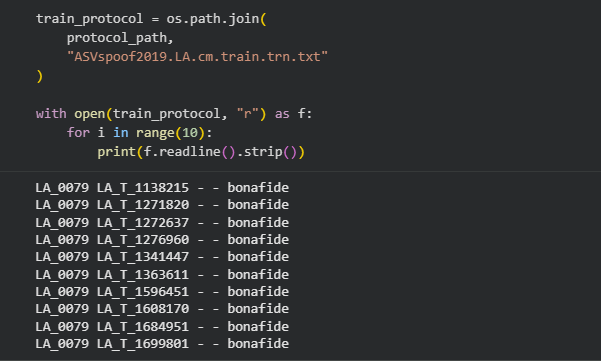 train_protocol = os.path.join(
    protocol_path,
    "ASVspoof2019.LA.cm.train.trn.txt"
)

with open(train_protocol, "r") as f:
    for i in range(10):
        print(f.readline().strip())

LA_0079 LA_T_1138215 - - bonafide
LA_0079 LA_T_1271820 - - bonafide
LA_0079 LA_T_1272637 - - bonafide
LA_0079 LA_T_1276960 - - bonafide
LA_0079 LA_T_1341447 - - bonafide
LA_0079 LA_T_1363611 - - bonafide
LA_0079 LA_T_1596451 - - bonafide
LA_0079 LA_T_1608170 - - bonafide
LA_0079 LA_T_1684951 - - bonafide
LA_0079 LA_T_1699801 - - bonafide